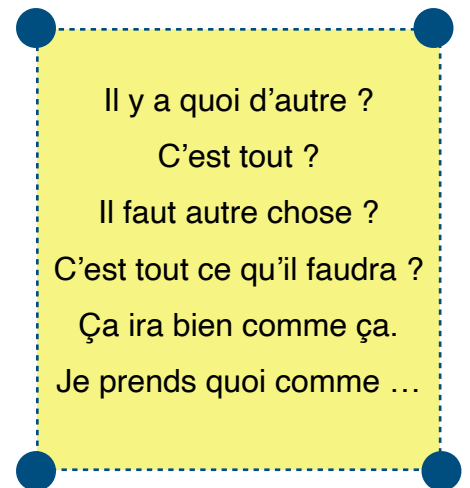 Il y a quoi d’autre ?
C’est tout ?
Il faut autre chose ?
C’est tout ce qu’il faudra ?
Ça ira bien comme ça.
Je prends quoi comme …